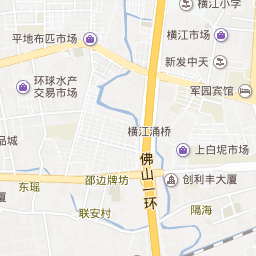 横江小学
平地布匹市场
横江市场
新发中天
环球水产
交易市场
军园宾馆
横江涌桥
品城
上白坭市场
佛山一环
东瑶
邵边牌坊
创利丰大厦
联安村
隔海